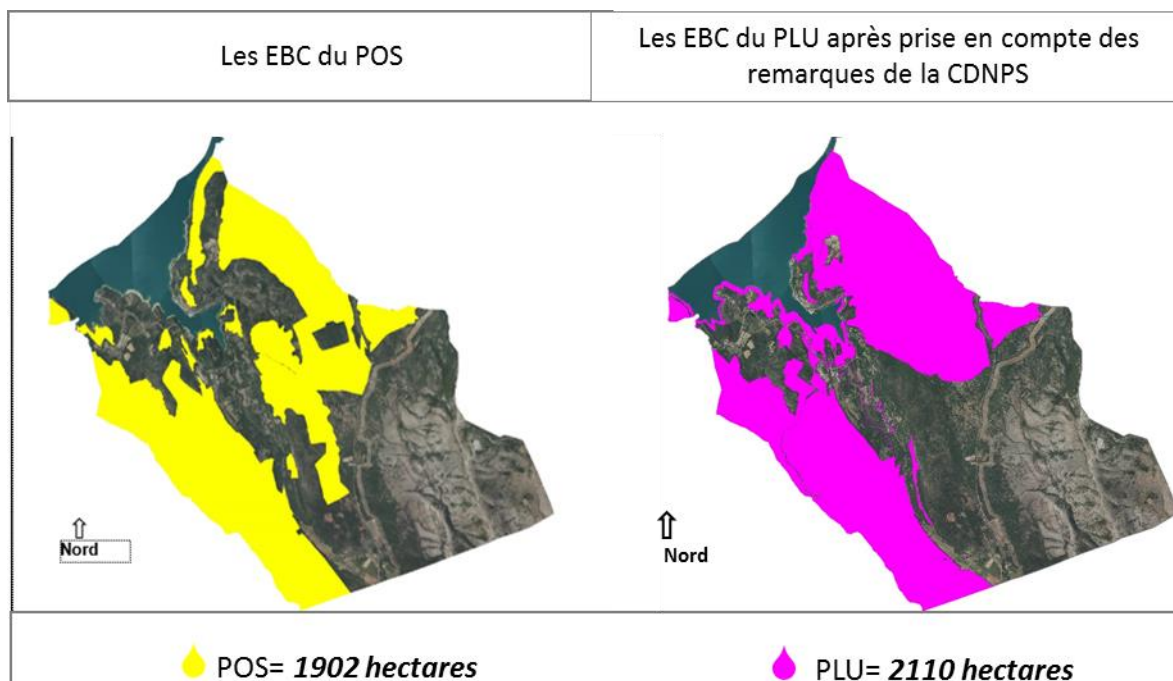 Les EBC du POS
Les EBC du PLU après prise en compte des
remarques de la CDNPS
Nord
Nord
POS= 1902 hectares
PLU= 2110 hectares